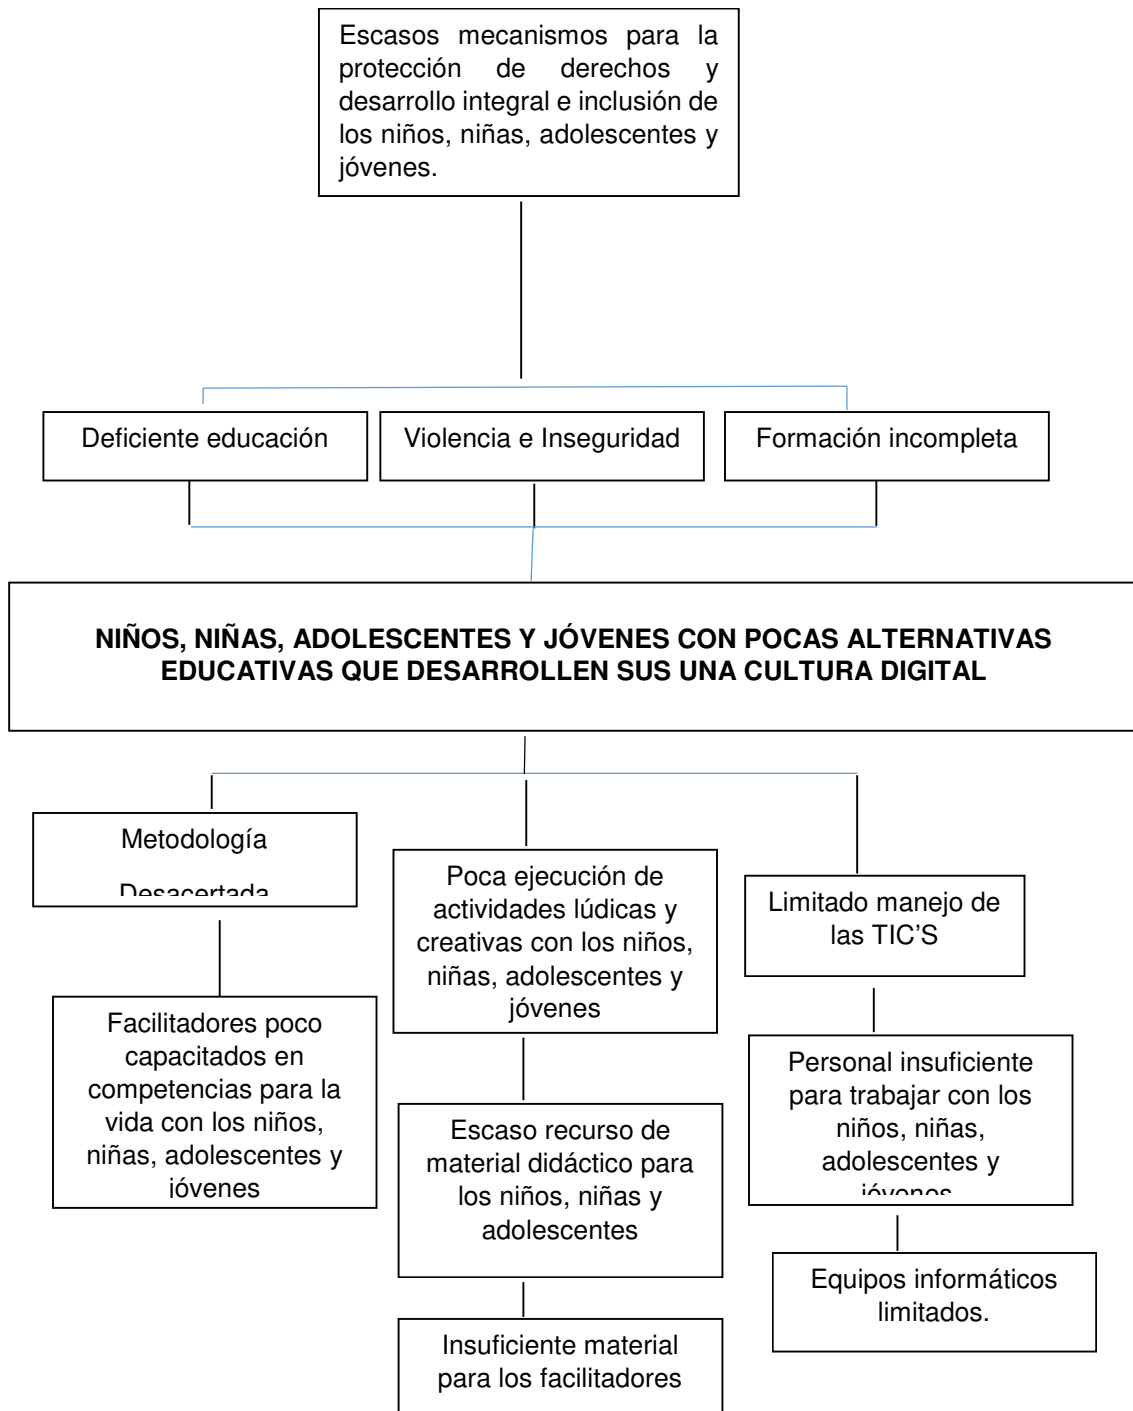 Escasos mecanismos para la
protección de derechos y
desarrollo integral e inclusión de
los niños, niñas, adolescentes y
jóvenes.
Deficiente educación
Violencia e Inseguridad
Formación incompleta
NIÑOS, NIÑAS, ADOLESCENTES Y JÓVENES CON POCAS ALTERNATIVAS
EDUCATIVAS QUE DESARROLLEN SUS UNA CULTURA DIGITAL
Metodología
Desacertada
Facilitadores poco
capacitados en
competencias para la
vida con los niños,
niñas, adolescentes y
jóvenes
Poca ejecución de
actividades lúdicas y
creativas con los niños,
niñas, adolescentes y
jóvenes
Escaso recurso de
material didáctico para
los niños, niñas y
adolescentes
Insuficiente material
para los facilitadores
Limitado manejo de
las TIC’S
Personal insuficiente
para trabajar con los
niños, niñas,
adolescentes y
jóvenes
Equipos informáticos
limitados.